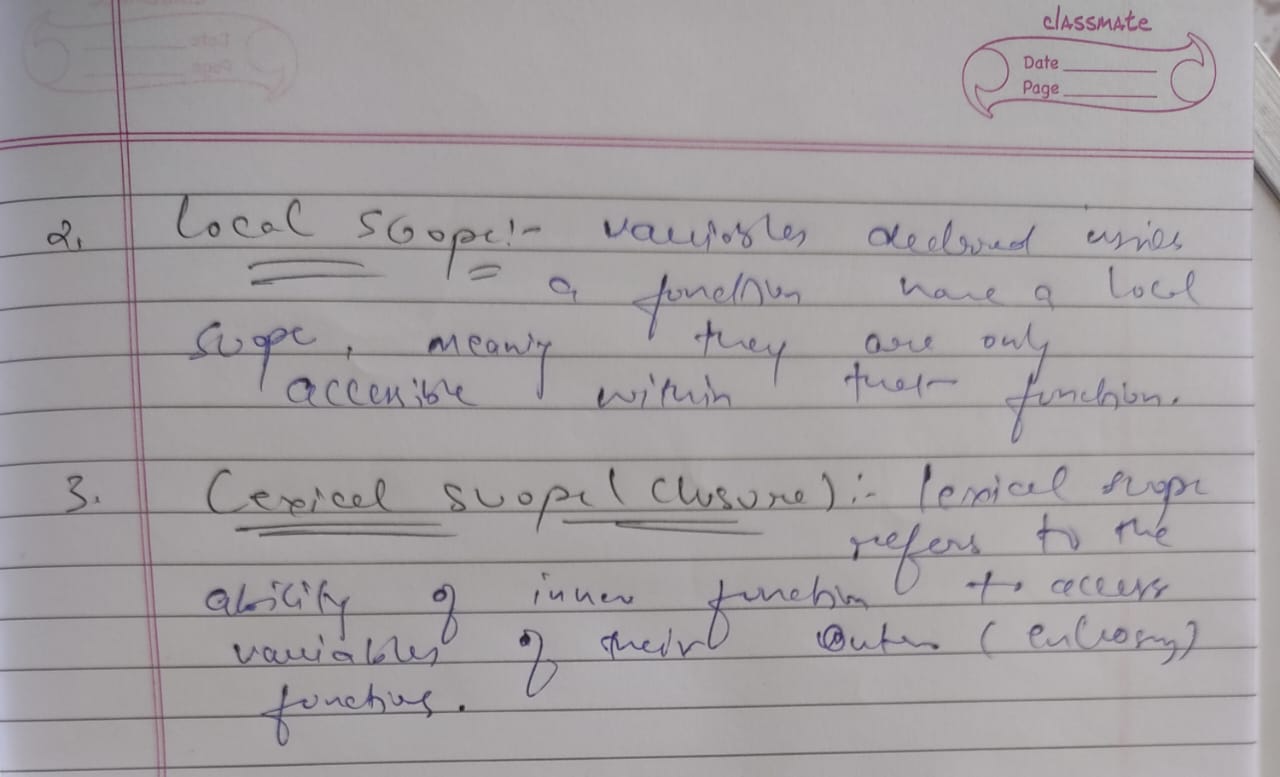 classmate
Date
Page
2. Local scope:- variables declared
a function have a local
scope, meaning they are only
accessible within that function.
3. Lexical scope (closure) :- lexical scope
refers to the
ability of inner function to access
variables of their outer (enclosing)
functions.